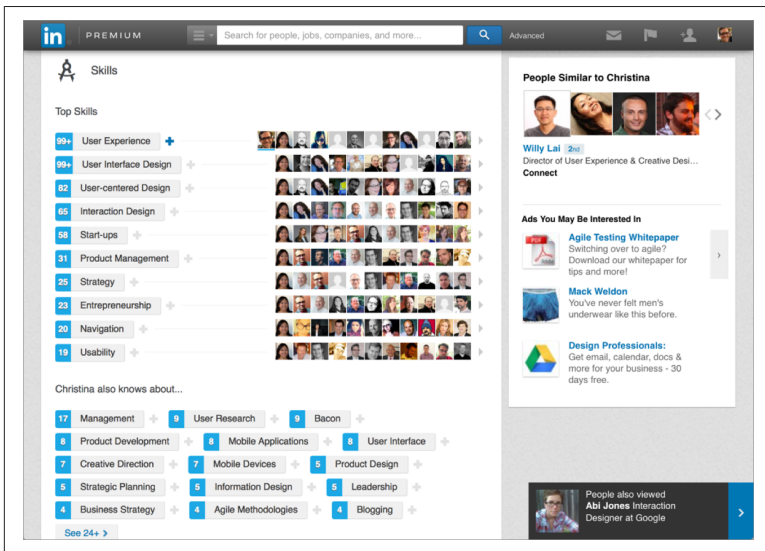 in PREMIUM Search for people, jobs, companies, and more... Advanced
Skills
Top Skills
99+ User Experience +
99+ User Interface Design +
82 User-centered Design +
65 Interaction Design +
58 Start-ups +
31 Product Management +
25 Strategy +
23 Entrepreneurship +
20 Navigation +
19 Usability +
Christina also knows about...
17 Management + 9 User Research + 9 Bacon +
8 Product Development + 8 Mobile Applications + 8 User Interface +
7 Creative Direction + 7 Mobile Devices + 5 Product Design +
5 Strategic Planning + 5 Information Design + 5 Leadership +
4 Business Strategy + 4 Agile Methodologies + 4 Blogging +
See 24+ >
People Similar to Christina
Willy Lai 2nd
Director of User Experience & Creative Desi...
Connect
Ads You May Be Interested In
PDF
Agile Testing Whitepaper
Switching over to agile?
Download our whitepaper for
tips and more!
Mack Weldon
You've never felt men's
underwear like this before.
Design Professionals:
Get email, calendar, docs &
more for your business - 30
days free.
People also viewed
Abi Jones Interaction
Designer at Google